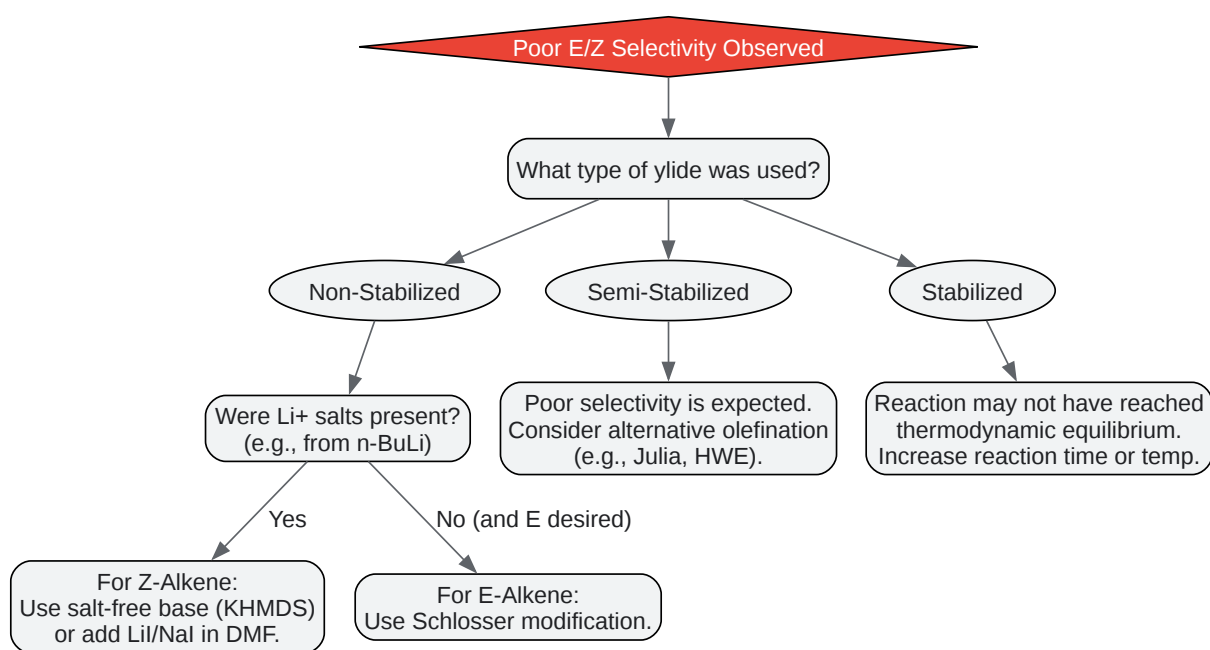 Poor E/Z Selectivity Observed
What type of ylide was used?
Non-Stabilized
Semi-Stabilized
Stabilized
Were Li+ salts present?
(e.g., from n-BuLi)
Poor selectivity is expected.
Consider alternative olefination
(e.g., Julia, HWE).
Reaction may not have reached
thermodynamic equilibrium.
Increase reaction time or temp.
Yes
No (and E desired)
For Z-Alkene:
Use salt-free base (KHMDS)
or add LiI/NaI in DMF.
For E-Alkene:
Use Schlosser modification.